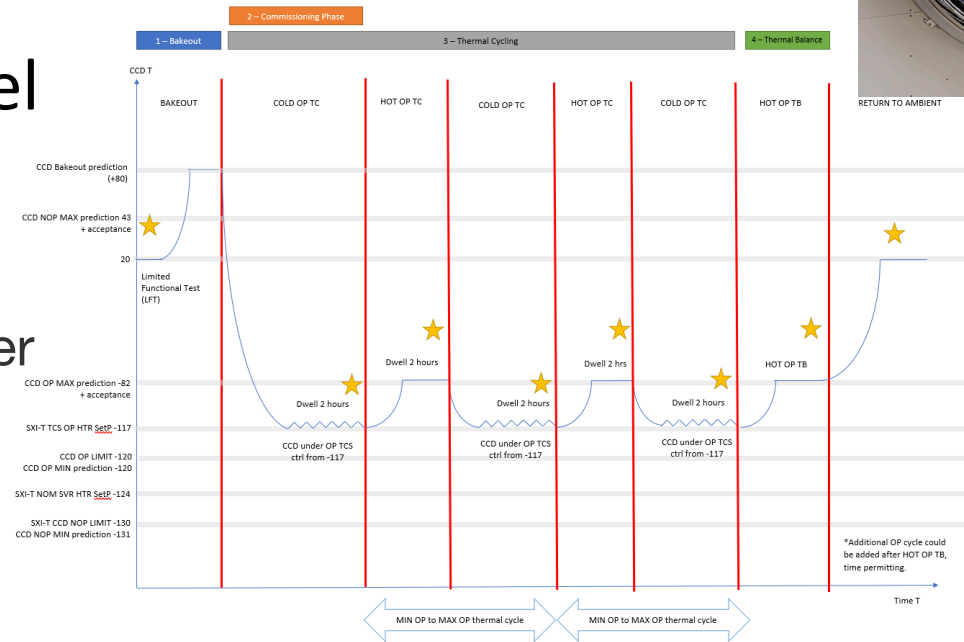 2 – Commissioning Phase
1 – Bakeout
3 – Thermal Cycling
4 – Thermal Balance
el
CCD T
BAKEOUT
COLD OP TC
HOT OP TC
COLD OP TC
HOT OP TC
COLD OP TC
HOT OP TB
RETURN TO AMBIENT
CCD Bakeout prediction
(+80)
CCD NOP MAX prediction 43
+ acceptance
20
Limited
Functional Test
(LFT)
er
Dwell 2 hours
Dwell 2 hrs
HOT OP TB
CCD OP MAX prediction -82
+ acceptance
Dwell 2 hours
Dwell 2 hours
Dwell 2 hours
SXI-T TCS OP HTR SetP -117
CCD under OP TCS
ctrl from -117
CCD under OP TCS
ctrl from -117
CCD under OP TCS
ctrl from -117
CCD OP LIMIT -120
CCD OP MIN prediction -120
SXI-T NOM SVR HTR SetP -124
SXI-T CCD NOP LIMIT -130
CCD NOP MIN prediction -131
*Additional OP cycle could
be added after HOT OP TB,
time permitting.
Time T
MIN OP to MAX OP thermal cycle
MIN OP to MAX OP thermal cycle